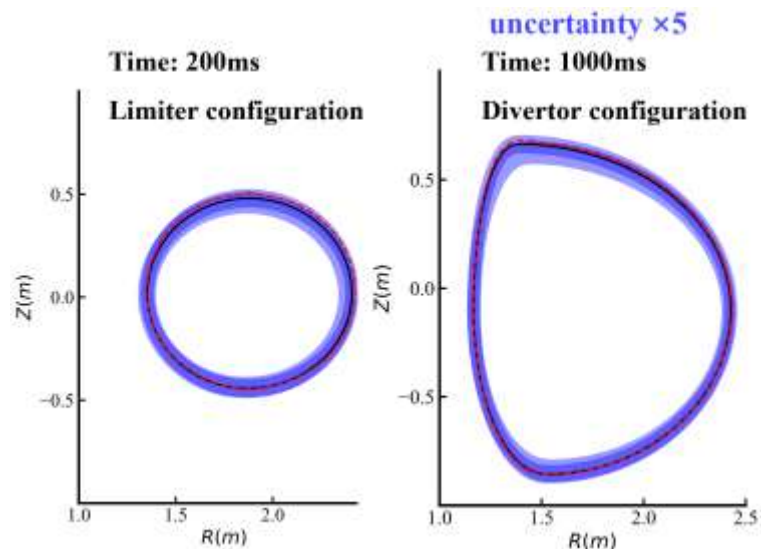 uncertainty ×5
Time: 200ms
Limiter configuration
Z(m)
0.5
0.0
−0.5
1.0
1.5
2.0
R(m)
Time: 1000ms
Divertor configuration
Z(m)
0.5
0.0
−0.5
1.0
1.5
2.0
2.5
R(m)